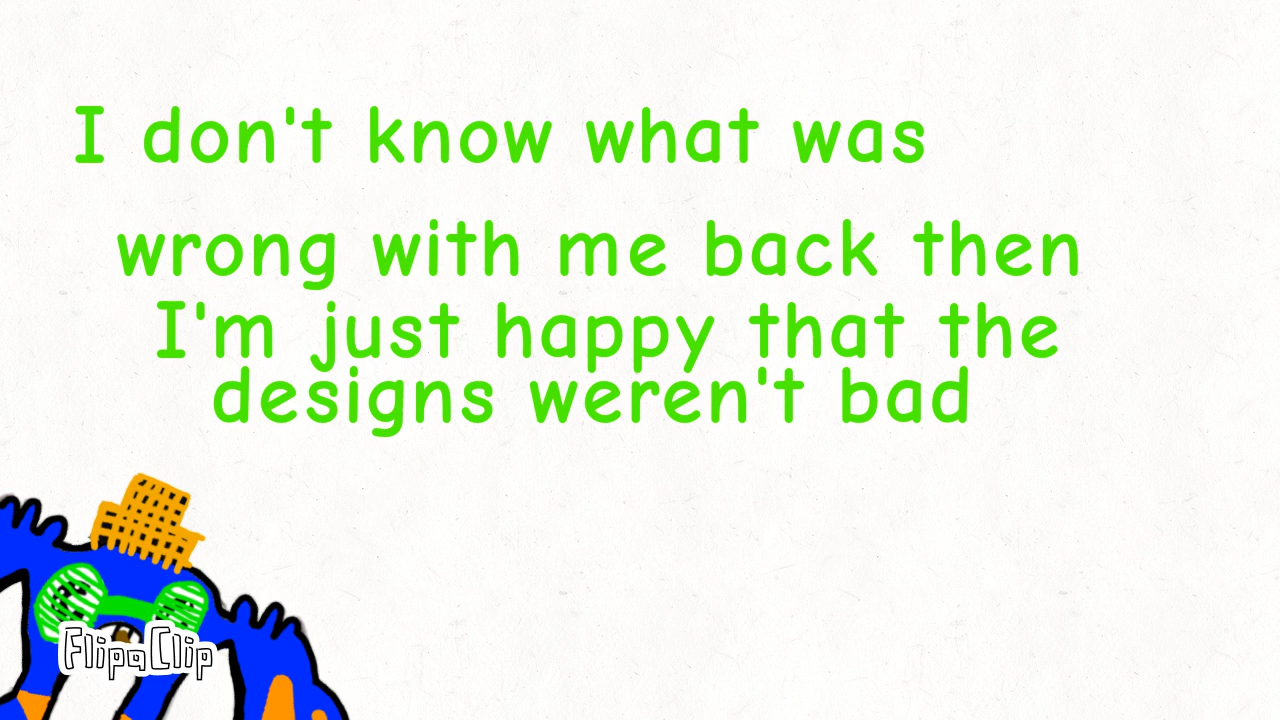 I don't know what was
wrong with me back then
I'm just happy that the
designs weren't bad
FlipaClip